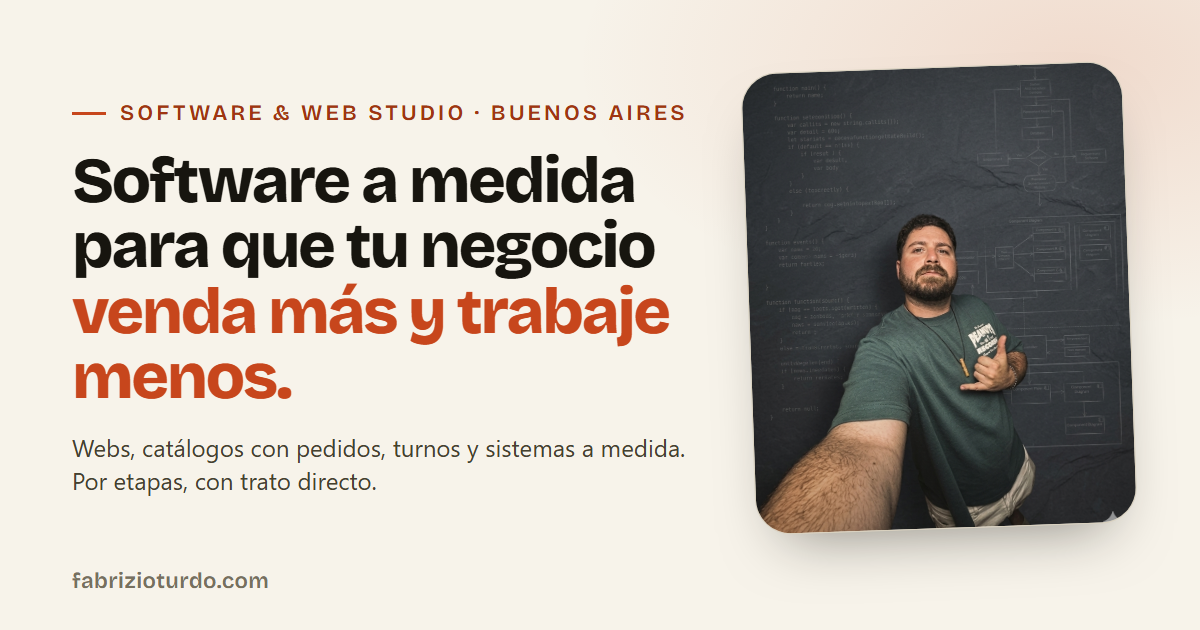 SOFTWARE & WEB STUDIO · BUENOS AIRES
Software a medida
para que tu negocio
venda más y trabaje
menos.
Webs, catálogos con pedidos, turnos y sistemas a medida.
Por etapas, con trato directo.
fabrizioturdo.com